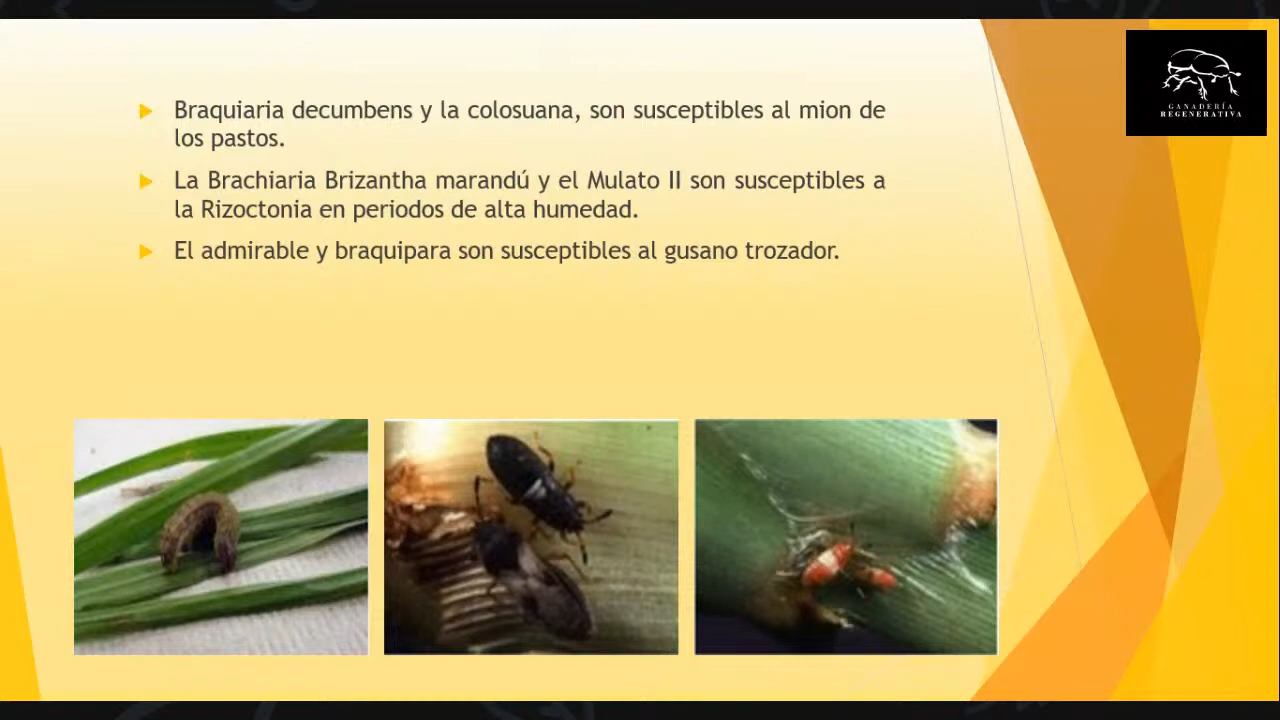 GANADERÍA
REGENERATIVA
Braquiaria decumbens y la colosuana, son susceptibles al mion de
los pastos.
La Brachiaria Brizantha marandú y el Mulato II son susceptibles a
la Rizoctonia en periodos de alta humedad.
El admirable y braquipara son susceptibles al gusano trozador.